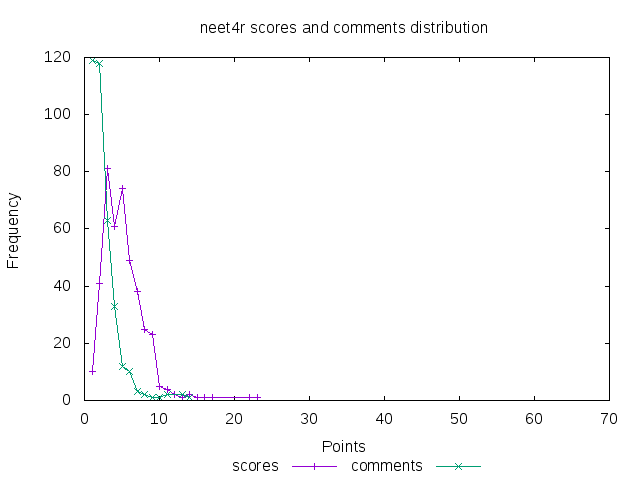 neet4r scores and comments distribution
120
100
80
60
40
20
0
Frequency
0 10 20 30 40 50 60 70
Points
scores comments